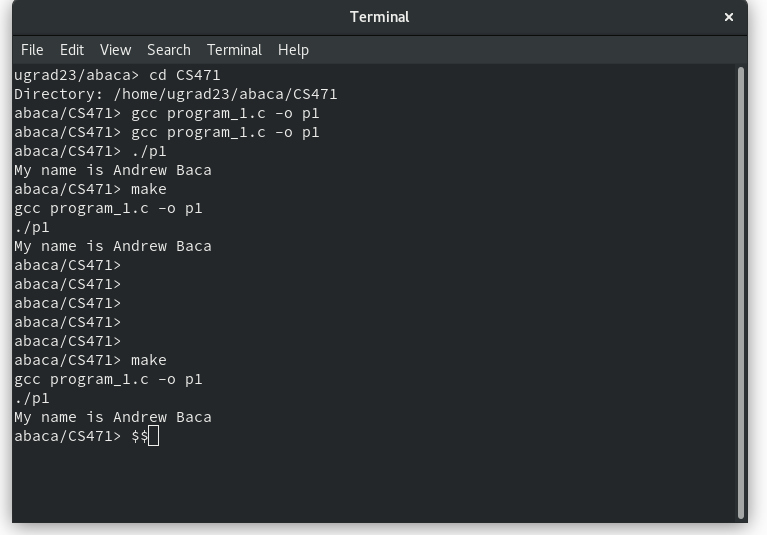 Terminal
×
File Edit View Search Terminal Help
ugrad23/abaca> cd CS471
Directory: /home/ugrad23/abaca/CS471
abaca/CS471> gcc program_1.c -o p1
abaca/CS471> gcc program_1.c -o p1
abaca/CS471> ./p1
My name is Andrew Baca
abaca/CS471> make
gcc program_1.c -o p1
./p1
My name is Andrew Baca
abaca/CS471>
abaca/CS471>
abaca/CS471>
abaca/CS471>
abaca/CS471>
abaca/CS471> make
gcc program_1.c -o p1
./p1
My name is Andrew Baca
abaca/CS471> $$